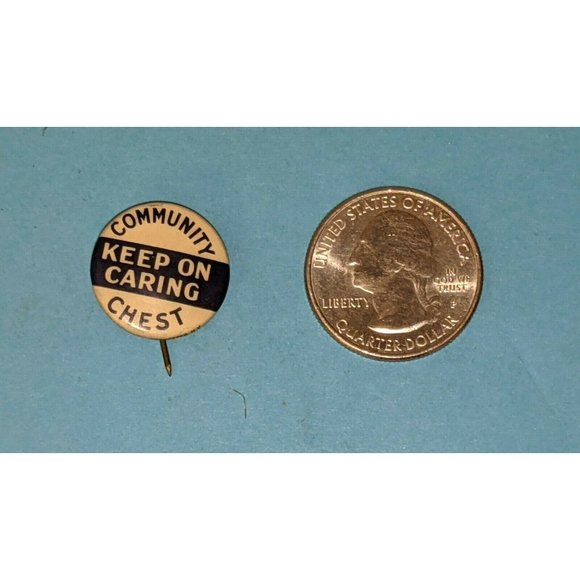 COMMUNITY
KEEP ON
CARING
CHEST
UNITED STATES OF AMERICA
LIBERTY
IN
GOD WE
TRUST
P
QUARTER DOLLAR